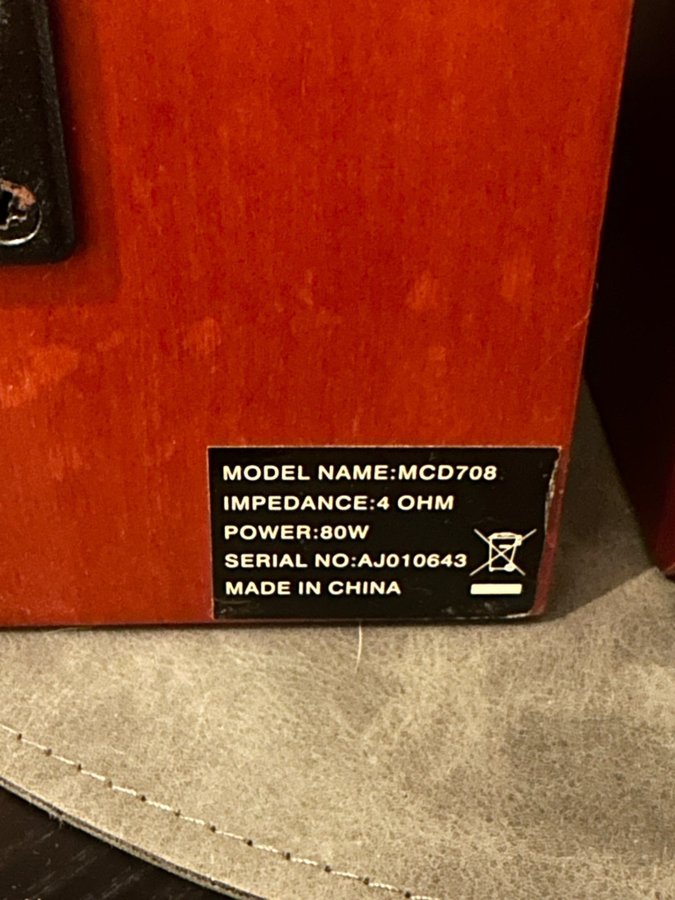 MODEL NAME:MCD708
IMPEDANCE:4 OHM
POWER:80W
SERIAL NO:AJ010643
MADE IN CHINA